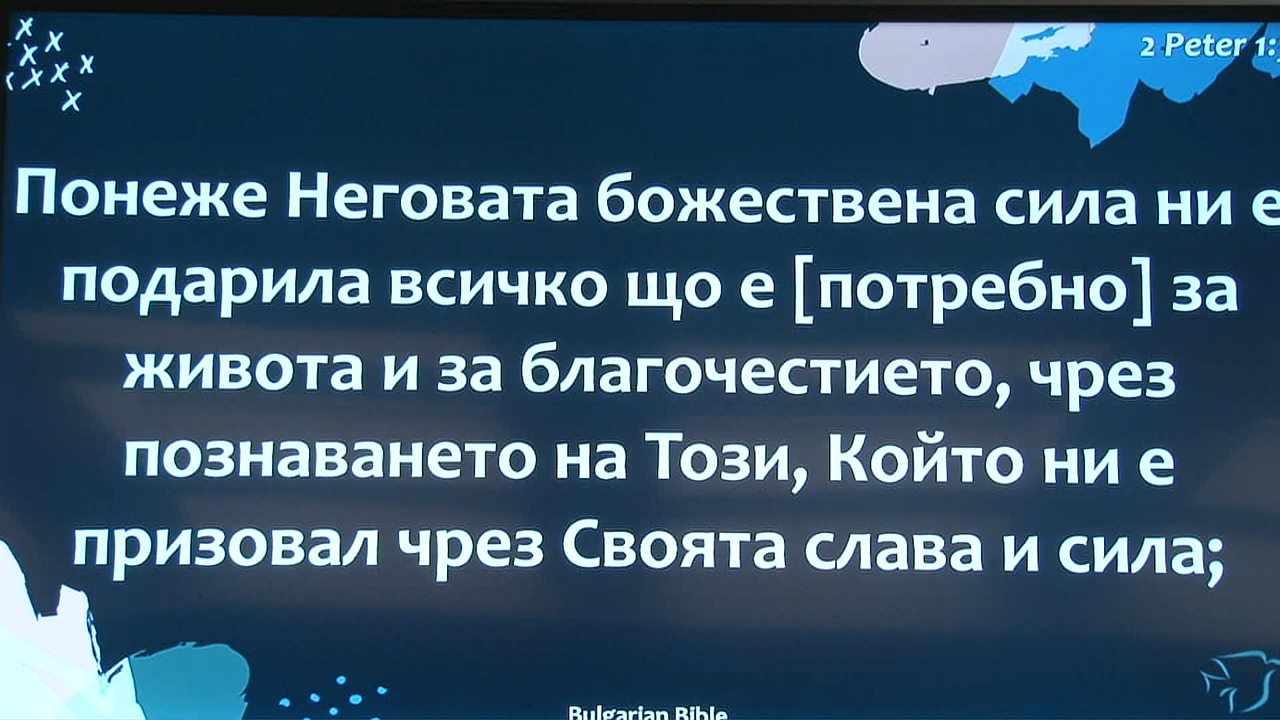 2 Peter 1:
Понеже Неговата божествена сила ни е
подарила всичко що е [потребно] за
живота и за благочестието, чрез
познаването на Този, Който ни е
призовал чрез Своята слава и сила;
Bulgarian Bible